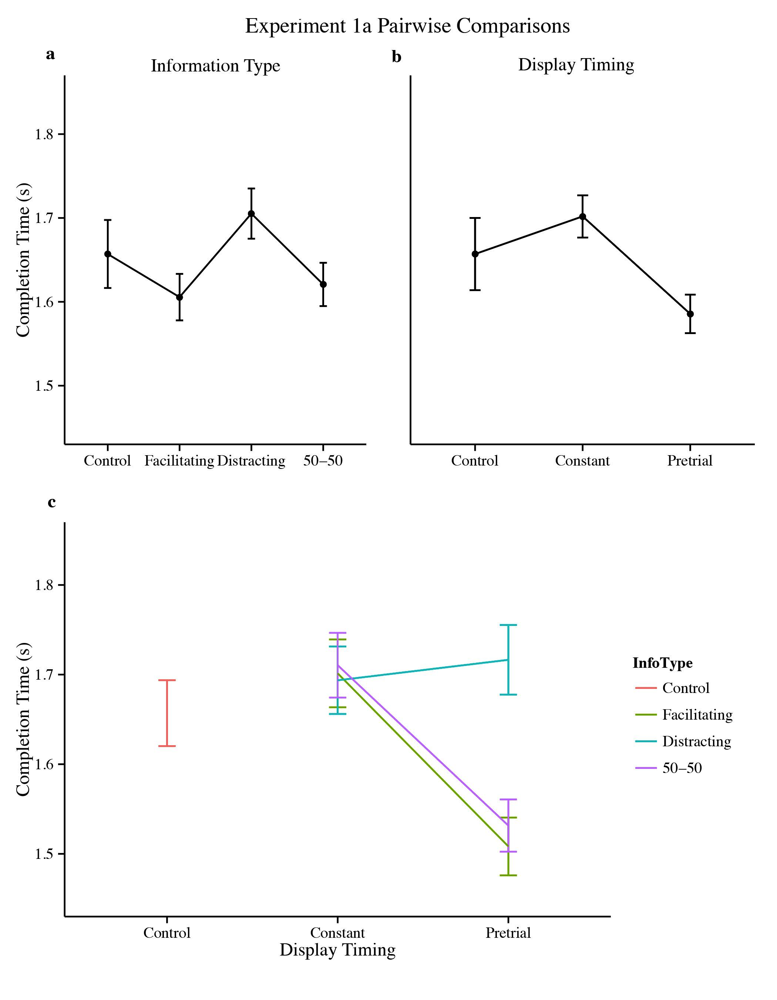 Experiment 1a Pairwise Comparisons
a
Information Type
Completion Time (s)
1.8
1.7
1.6
1.5
Control Facilitating Distracting 50–50
b
Display Timing
Control Constant Pretrial
c
Completion Time (s)
1.8
1.7
1.6
1.5
Control Constant Pretrial
Display Timing
InfoType
Control
Facilitating
Distracting
50–50